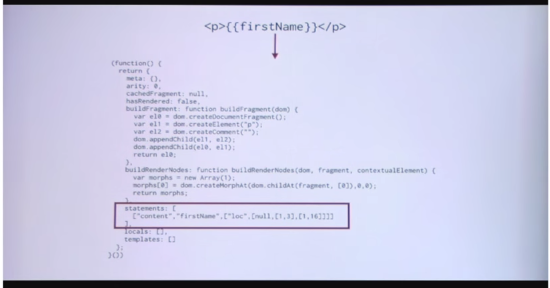 <p>{{firstName}}</p>
(function() {
return {
meta: {},
arity: 0,
cachedFragment: null,
hasRendered: false,
buildFragment: function buildFragment(dom) {
var el0 = dom.createDocumentFragment();
var el1 = dom.createElement("p");
var el2 = dom.createComment("");
dom.appendChild(el1, el2);
dom.appendChild(el0, el1);
return el0;
},
buildRenderNodes: function buildRenderNodes(dom, fragment, contextualElement) {
var morphs = new Array(1);
morphs[0] = dom.createMorphAt(dom.childAt(fragment, [0]),0,0);
return morphs;
},
statements: [
["content","firstName",["loc",[null,[1,3],[1,16]]]]
],
locals: [],
templates: []
};
}())